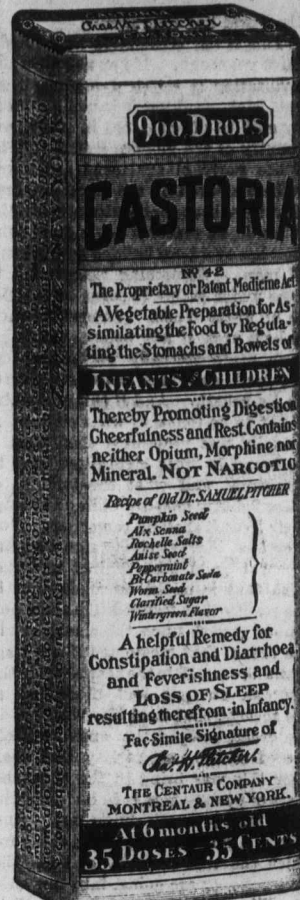 Chas. H. Fletcher
900 DROPS
CASTORIA
Nº 42
The Proprietary or Patent Medicine Act
A Vegetable Preparation for As-
similating the Food by Regula-
ting the Stomachs and Bowels of
INFANTS CHILDREN
Thereby Promoting Digestion
Cheerfulness and Rest. Contains
neither Opium, Morphine nor
Mineral. NOT NARCOTIC
Recipe of Old Dr. SAMUEL PITCHER
Pumpkin Seed
Alx Senna
Rochelle Salts
Anise Seed
Peppermint
Bi Carbonate Soda
Worm Seed
Clarified Sugar
Wintergreen Flavor
A helpful Remedy for
Constipation and Diarrhoea
and Feverishness and
LOSS OF SLEEP
resulting therefrom-in Infancy.
Fac-Simile Signature of
Chas. H. Fletcher.
THE CENTAUR COMPANY
MONTREAL & NEW YORK.
At 6 months old
35 DOSES - 35 CENTS